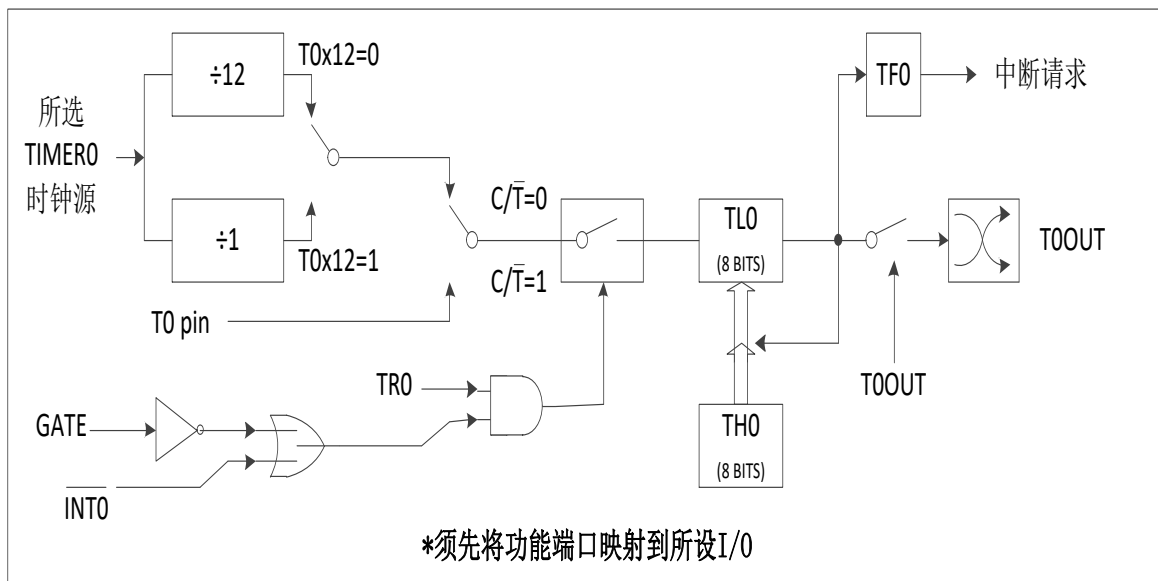 ÷12
T0x12=0
所选
TIMER0
时钟源
÷1
T0x12=1
T0 pin
C/T̅=0
C/T̅=1
TL0
(8 BITS)
TF0
中断请求
T0OUT
T0OUT
TR0
GATE
I̅N̅T̅0̅
TH0
(8 BITS)
*须先将功能端口映射到所设I/O